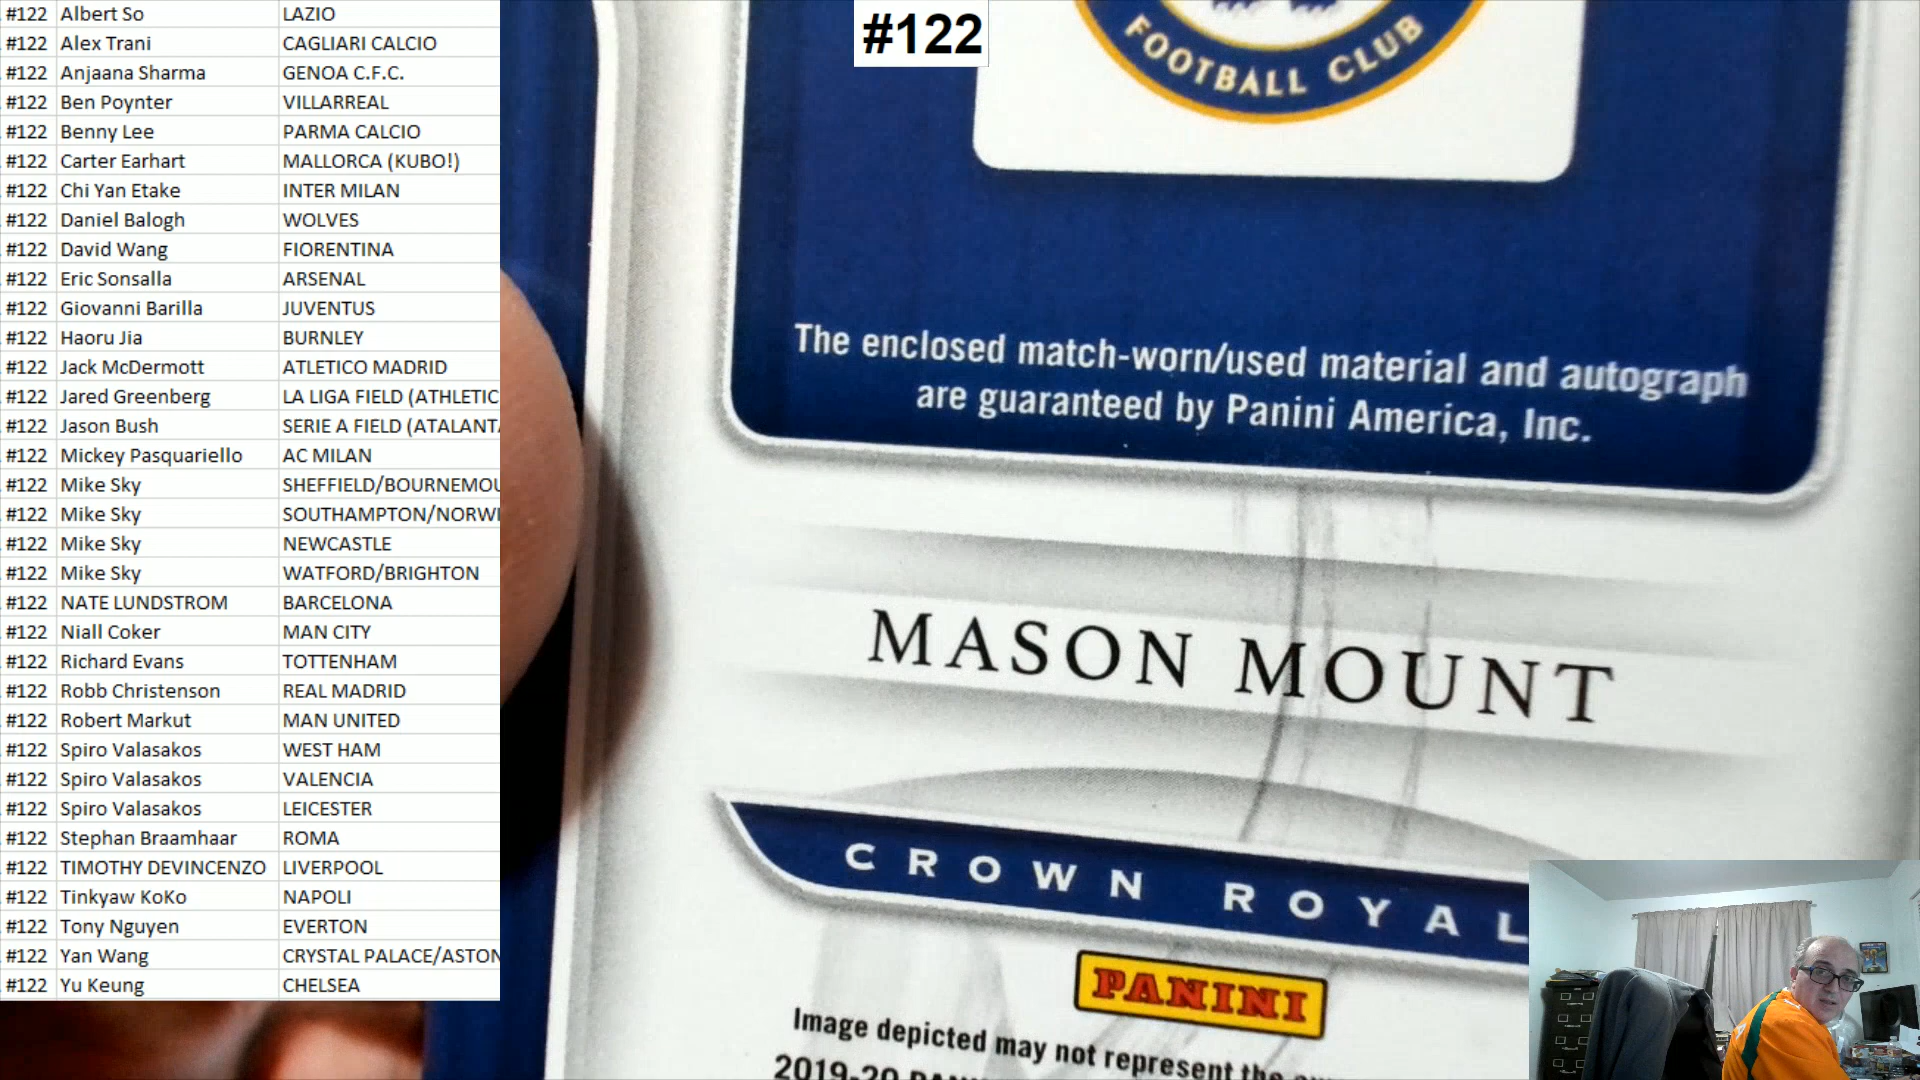 #122 Albert So LAZIO
#122 Alex Trani CAGLIARI CALCIO
#122 Anjaana Sharma GENOA C.F.C.
#122 Ben Poynter VILLARREAL
#122 Benny Lee PARMA CALCIO
#122 Carter Earhart MALLORCA (KUBO!)
#122 Chi Yan Etake INTER MILAN
#122 Daniel Balogh WOLVES
#122 David Wang FIORENTINA
#122 Eric Sonsalla ARSENAL
#122 Giovanni Barilla JUVENTUS
#122 Haoru Jia BURNLEY
#122 Jack McDermott ATLETICO MADRID
#122 Jared Greenberg LA LIGA FIELD (ATHLETIC
#122 Jason Bush SERIE A FIELD (ATALANTA
#122 Mickey Pasquariello AC MILAN
#122 Mike Sky SHEFFIELD/BOURNEMOU
#122 Mike Sky SOUTHAMPTON/NORWI
#122 Mike Sky NEWCASTLE
#122 Mike Sky WATFORD/BRIGHTON
#122 NATE LUNDSTROM BARCELONA
#122 Niall Coker MAN CITY
#122 Richard Evans TOTTENHAM
#122 Robb Christenson REAL MADRID
#122 Robert Markut MAN UNITED
#122 Spiro Valasakos WEST HAM
#122 Spiro Valasakos VALENCIA
#122 Spiro Valasakos LEICESTER
#122 Stephan Braamhaar ROMA
#122 TIMOTHY DEVINCENZO LIVERPOOL
#122 Tinkyaw KoKo NAPOLI
#122 Tony Nguyen EVERTON
#122 Yan Wang CRYSTAL PALACE/ASTON
#122 Yu Keung CHELSEA
#122
FOOTBALL CLUB
The enclosed match-worn/used material and autograph
are guaranteed by Panini America, Inc.
MASON MOUNT
CROWN ROYAL
PANINI
Image depicted may not represent the
2019-20